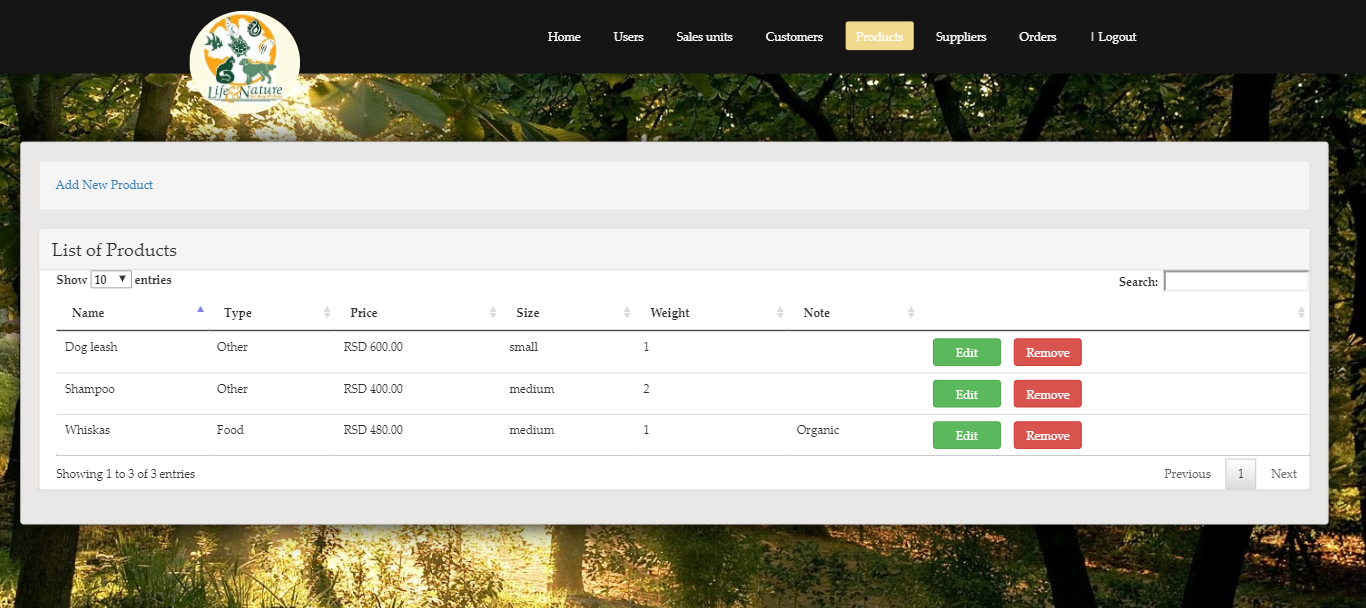 Home Users Sales units Customers Products Suppliers Orders | Logout
Life & Nature
Add New Product
List of Products
Show 10 entries Search:
Name Type Price Size Weight Note
Dog leash Other RSD 600.00 small 1 Edit Remove
Shampoo Other RSD 400.00 medium 2 Edit Remove
Whiskas Food RSD 480.00 medium 1 Organic Edit Remove
Showing 1 to 3 of 3 entries Previous 1 Next